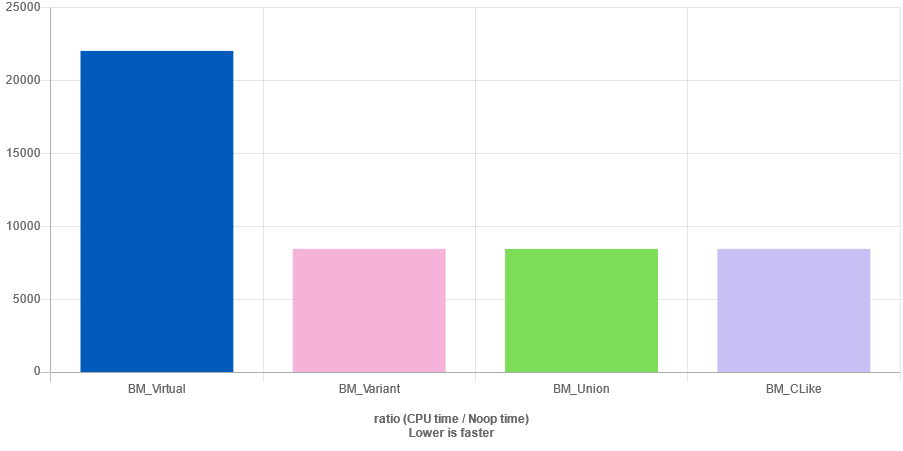 25000
20000
15000
10000
5000
0
BM_Virtual
BM_Variant
BM_Union
BM_CLike
ratio (CPU time / Noop time)
Lower is faster